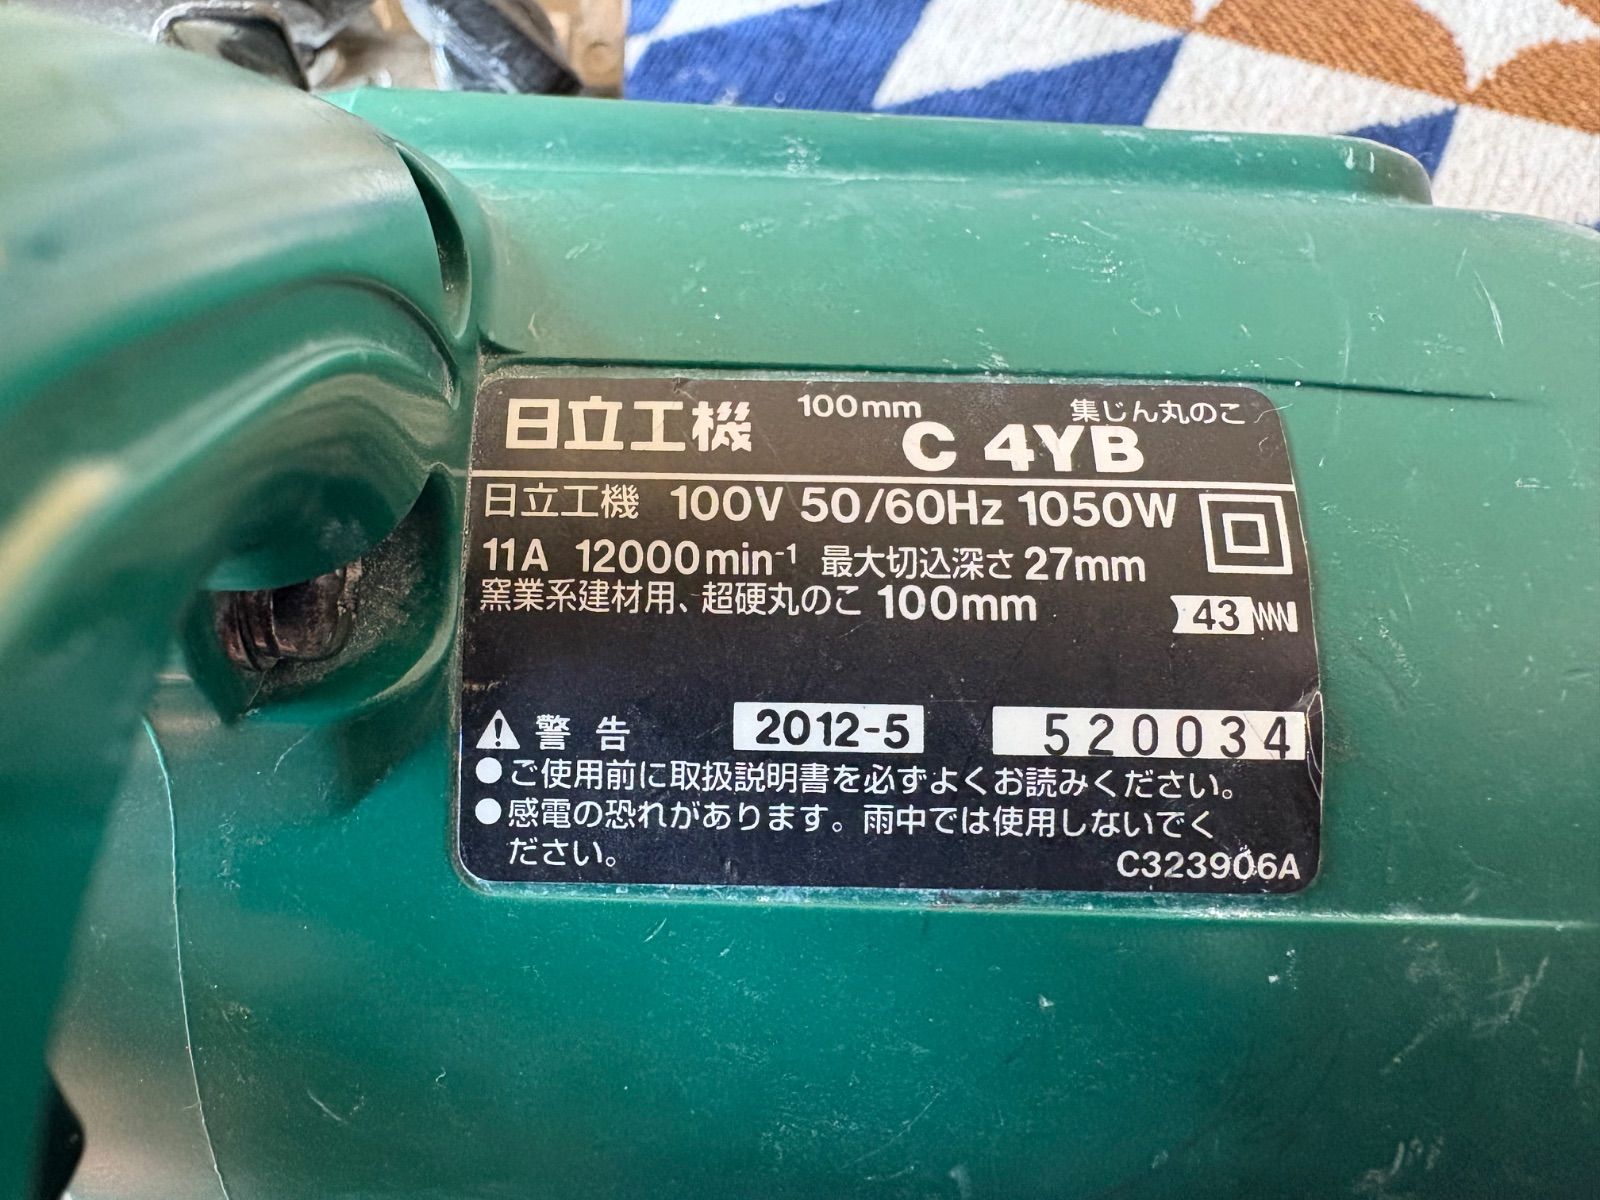 日立工機 100mm 集じん丸のこ
C 4YB
日立工機 100V 50/60Hz 1050W
11A 12000min-1 最大切込深さ 27mm
窯業系建材用、超硬丸のこ 100mm 43
警告 2012-5 520034
●ご使用前に取扱説明書を必ずよくお読みください。
●感電の恐れがあります。雨中では使用しないでく
ださい。
C323906A